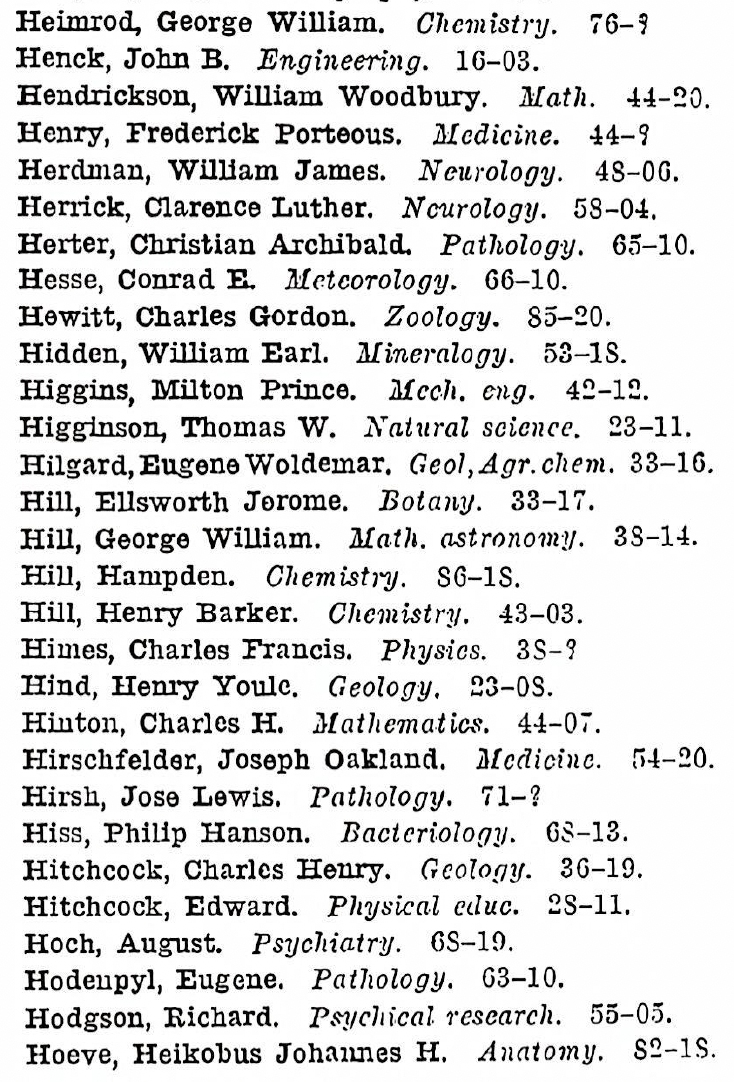 Heimrod, George William. Chemistry. 76–?
Henck, John B. Engineering. 16–03.
Hendrickson, William Woodbury. Math. 44–20.
Henry, Frederick Porteous. Medicine. 44–?
Herdman, William James. Neurology. 48–06.
Herrick, Clarence Luther. Neurology. 58–04.
Herter, Christian Archibald. Pathology. 65–10.
Hesse, Conrad E. Meteorology. 66–10.
Hewitt, Charles Gordon. Zoology. 85–20.
Hidden, William Earl. Mineralogy. 53–18.
Higgins, Milton Prince. Mech. eng. 42–12.
Higginson, Thomas W. Natural science. 23–11.
Hilgard, Eugene Woldemar. Geol, Agr. chem. 33–16.
Hill, Ellsworth Jerome. Botany. 33–17.
Hill, George William. Math. astronomy. 38–14.
Hill, Hampden. Chemistry. 86–18.
Hill, Henry Barker. Chemistry. 43–03.
Himes, Charles Francis. Physics. 38–?
Hind, Henry Youle. Geology. 23–08.
Hinton, Charles H. Mathematics. 44–07.
Hirschfelder, Joseph Oakland. Medicine. 54–20.
Hirsh, Jose Lewis. Pathology. 71–?
Hiss, Philip Hanson. Bacteriology. 68–13.
Hitchcock, Charles Henry. Geology. 36–19.
Hitchcock, Edward. Physical educ. 28–11.
Hoch, August. Psychiatry. 68–19.
Hodenpyl, Eugene. Pathology. 63–10.
Hodgson, Richard. Psychical research. 55–05.
Hoeve, Heikobus Johannes H. Anatomy. 82–18.